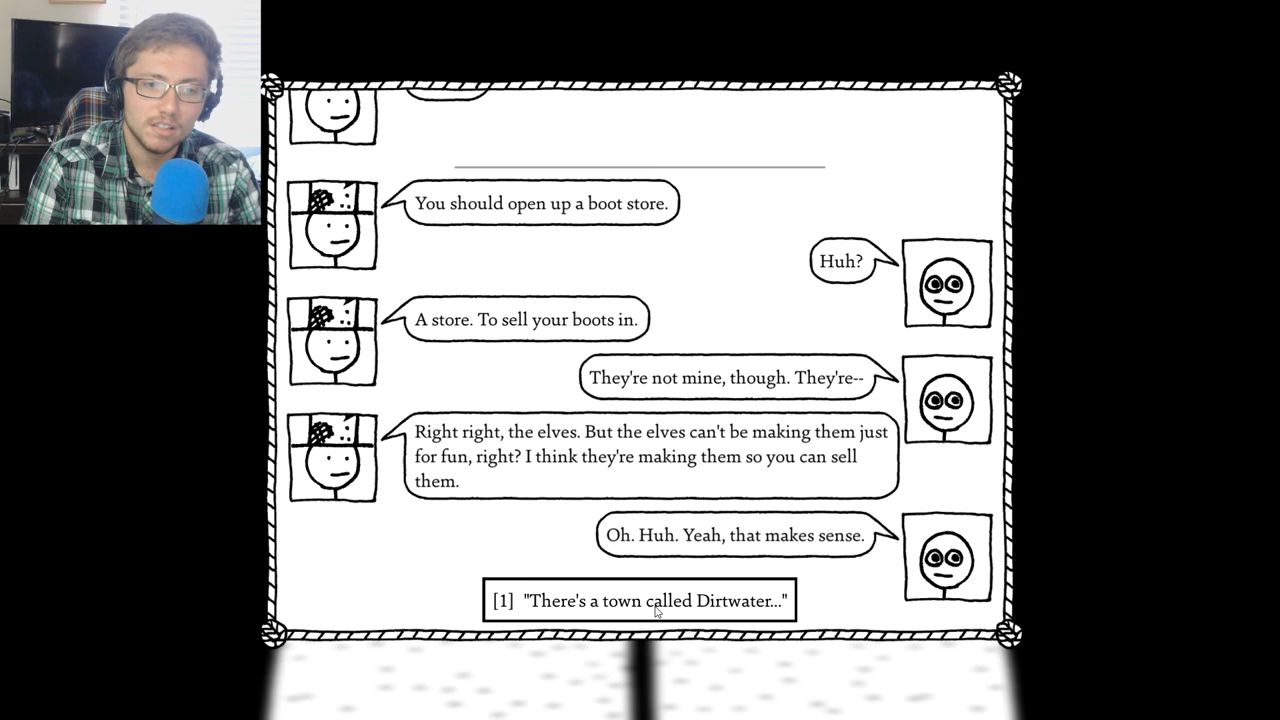 You should open up a boot store.
Huh?
A store. To sell your boots in.
They're not mine, though. They're--
Right right, the elves. But the elves can't be making them just
for fun, right? I think they're making them so you can sell
them.
Oh. Huh. Yeah, that makes sense.
[1] "There's a town called Dirtwater..."